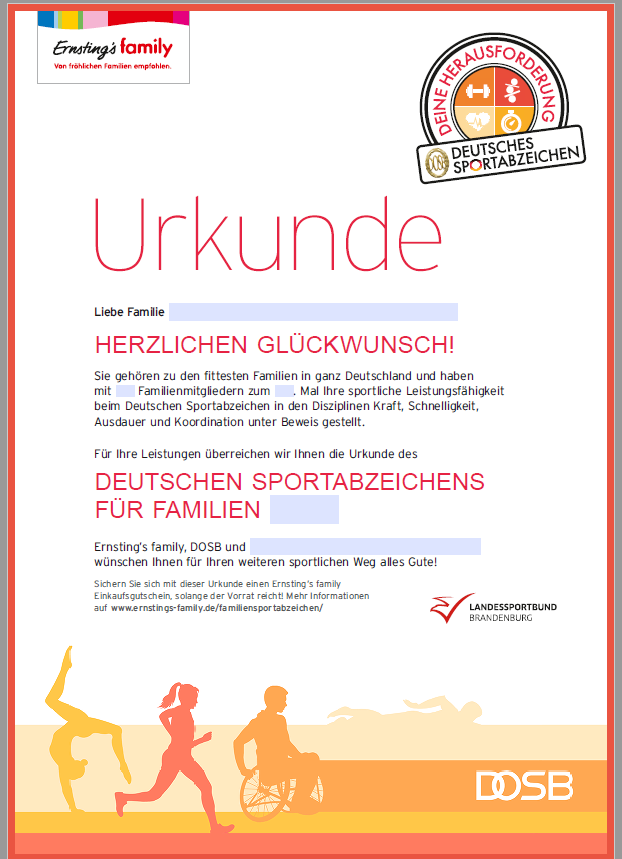 Ernsting's family
Von fröhlichen Familien empfohlen.
DEINE HERAUSFORDERUNG
DOSB
DEUTSCHES
SPORTABZEICHEN
Urkunde
Liebe Familie
HERZLICHEN GLÜCKWUNSCH!
Sie gehören zu den fittesten Familien in ganz Deutschland und haben
mit Familienmitgliedern zum . Mal Ihre sportliche Leistungsfähigkeit
beim Deutschen Sportabzeichen in den Disziplinen Kraft, Schnelligkeit,
Ausdauer und Koordination unter Beweis gestellt.
Für Ihre Leistungen überreichen wir Ihnen die Urkunde des
DEUTSCHEN SPORTABZEICHENS
FÜR FAMILIEN
Ernsting's family, DOSB und
wünschen Ihnen für Ihren weiteren sportlichen Weg alles Gute!
Sichern Sie sich mit dieser Urkunde einen Ernsting's family
Einkaufsgutschein, solange der Vorrat reicht! Mehr Informationen
auf www.ernstings-family.de/familiensportabzeichen/
LANDESSPORTBUND
BRANDENBURG
DOSB